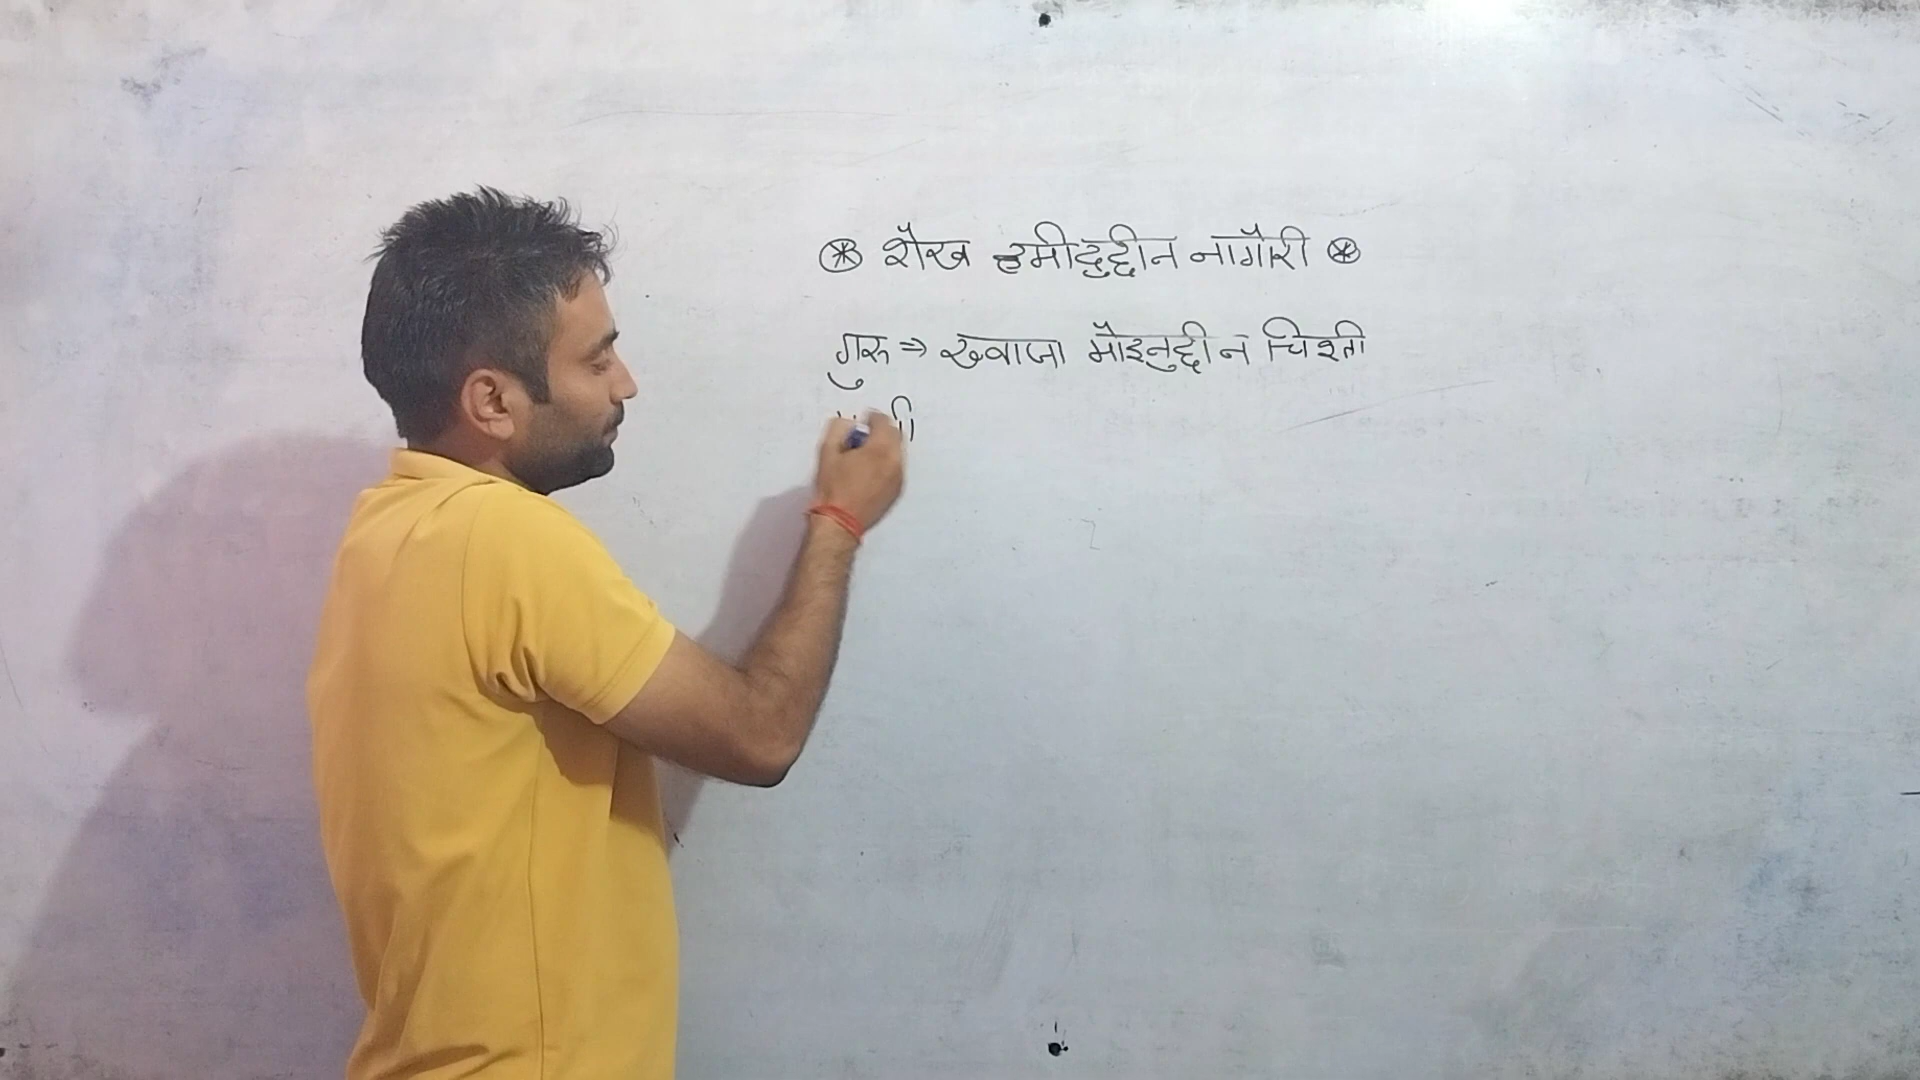 शैख हमीदुद्दीन नागौरी
गुरु ⇒ ख्वाजा मौइनुद्दीन चिश्ती